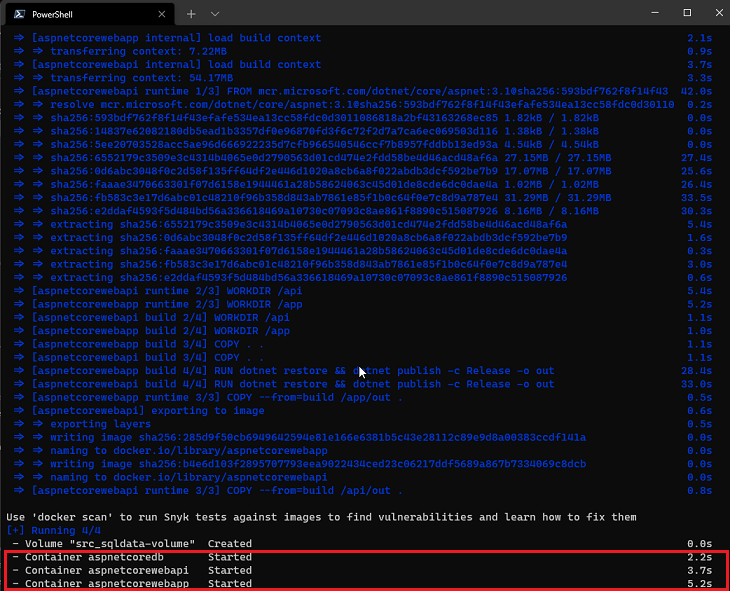 PowerShell
=> [aspnetcorewebapp internal] load build context 2.1s
=> => transferring context: 7.22MB 0.9s
=> [aspnetcorewebapi internal] load build context 3.7s
=> => transferring context: 54.17MB 3.3s
=> [aspnetcorewebapi runtime 1/3] FROM mcr.microsoft.com/dotnet/core/aspnet:3.1@sha256:593bdf762f8f14f43 42.0s
=> => resolve mcr.microsoft.com/dotnet/core/aspnet:3.1@sha256:593bdf762f8f14f43efafe534ea13cc58fdc0d30110 0.2s
=> => sha256:593bdf762f8f14f43efafe534ea13cc58fdc0d3011086818a2bf43163268ec85 1.82kB / 1.82kB 0.0s
=> => sha256:14837e62082180db5ead1b3357df0e96870fd3f6c72f2d7a7ca6ec069503d116 1.38kB / 1.38kB 0.0s
=> => sha256:5ee20703528acc5ae96d666922235d7cfb966540546ccf7b8957fddbb13ed93a 4.54kB / 4.54kB 0.0s
=> => sha256:6552179c3509e3c4314b4065e0d2790563d01cd474e2fdd58be4d46acd48af6a 27.15MB / 27.15MB 27.4s
=> => sha256:0d6abc3048f0c2d58f135ff64df2e446d1020a8cb6a8f022abdb3dcf592be7b9 17.07MB / 17.07MB 25.6s
=> => sha256:faaae3470663301f07d6158e1944461a28b58624063c45d01de8cde6dc0dae4a 1.02MB / 1.02MB 26.4s
=> => sha256:fb583c3e17d6abc01c48210f96b358d843ab7861e85f1b0c64f0e7c8d9a787e4 31.29MB / 31.29MB 33.5s
=> => sha256:e2ddaf4593f5d484bd56a336618469a10730c07093c8ae861f8890c515087926 8.16MB / 8.16MB 30.3s
=> => extracting sha256:6552179c3509e3c4314b4065e0d2790563d01cd474e2fdd58be4d46acd48af6a 5.4s
=> => extracting sha256:0d6abc3048f0c2d58f135ff64df2e446d1020a8cb6a8f022abdb3dcf592be7b9 1.6s
=> => extracting sha256:faaae3470663301f07d6158e1944461a28b58624063c45d01de8cde6dc0dae4a 0.3s
=> => extracting sha256:fb583c3e17d6abc01c48210f96b358d843ab7861e85f1b0c64f0e7c8d9a787e4 3.0s
=> => extracting sha256:e2ddaf4593f5d484bd56a336618469a10730c07093c8ae861f8890c515087926 0.6s
=> [aspnetcorewebapi runtime 2/3] WORKDIR /api 5.4s
=> [aspnetcorewebapp runtime 2/3] WORKDIR /app 5.2s
=> [aspnetcorewebapi build 2/4] WORKDIR /api 1.1s
=> [aspnetcorewebapp build 2/4] WORKDIR /app 1.0s
=> [aspnetcorewebapp build 3/4] COPY . . 1.1s
=> [aspnetcorewebapi build 3/4] COPY . . 1.1s
=> [aspnetcorewebapp build 4/4] RUN dotnet restore && dotnet publish -c Release -o out 28.4s
=> [aspnetcorewebapi build 4/4] RUN dotnet restore && dotnet publish -c Release -o out 33.0s
=> [aspnetcorewebapp runtime 3/3] COPY --from=build /app/out . 0.5s
=> [aspnetcorewebapi] exporting to image 0.6s
=> => exporting layers 0.5s
=> => writing image sha256:285d9f50cb6949642594e81e166e6381b5c43e28112c89e9d8a00383ccdf141a 0.0s
=> => naming to docker.io/library/aspnetcorewebapp 0.0s
=> => writing image sha256:b4e6d103f2895707793eea9022434ced23c06217ddf5689a867b7334069c8dcb 0.0s
=> => naming to docker.io/library/aspnetcorewebapi 0.0s
=> [aspnetcorewebapi runtime 3/3] COPY --from=build /api/out . 0.8s
Use 'docker scan' to run Snyk tests against images to find vulnerabilities and learn how to fix them
[+] Running 4/4
- Volume "src_sqldata-volume" Created 0.0s
- Container aspnetcoredb Started 2.2s
- Container aspnetcorewebapi Started 3.7s
- Container aspnetcorewebapp Started 5.2s